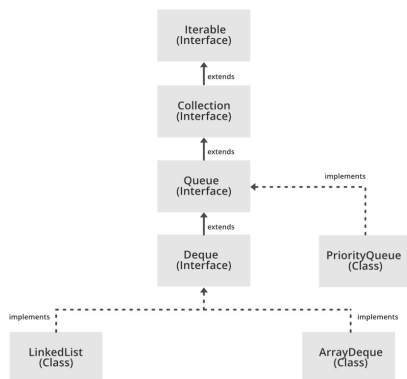 Iterable
(Interface)
extends
Collection
(Interface)
extends
Queue
(Interface)
implements
extends
Deque
(Interface)
PriorityQueue
(Class)
implements
implements
LinkedList
(Class)
ArrayDeque
(Class)